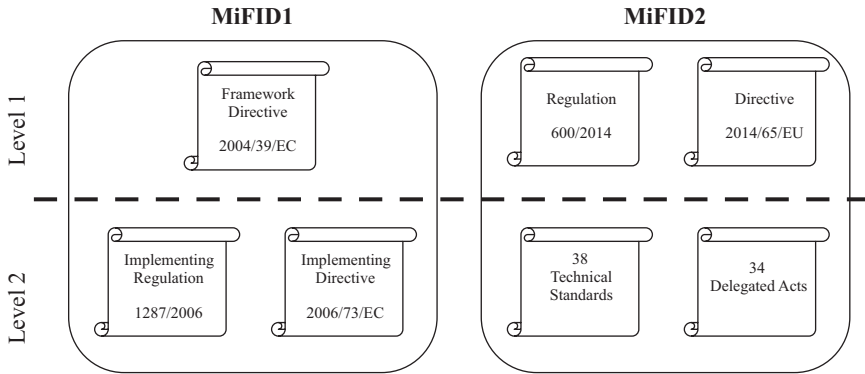 MiFID1
MiFID2
Level 1
Framework
Directive
2004/39/EC
Regulation
600/2014
Directive
2014/65/EU
Level 2
Implementing
Regulation
1287/2006
Implementing
Directive
2006/73/EC
38
Technical
Standards
34
Delegated Acts